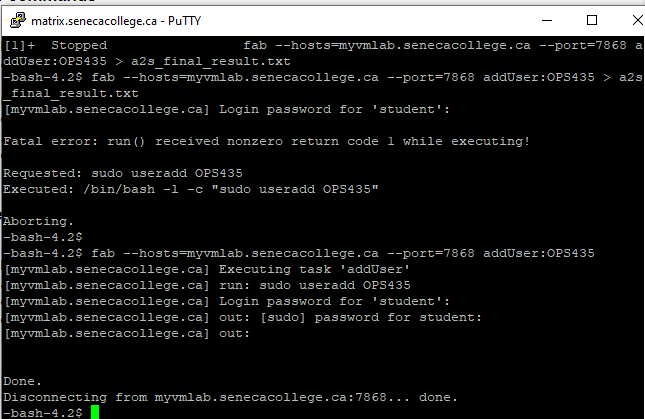 matrix.senecacollege.ca - PuTTY
[1]+  Stopped                 fab --hosts=myvmlab.senecacollege.ca --port=7868 a
ddUser:OPS435 > a2s_final_result.txt
-bash-4.2$ fab --hosts=myvmlab.senecacollege.ca --port=7868 addUser:OPS435 > a2s
_final_result.txt
[myvmlab.senecacollege.ca] Login password for 'student':
Fatal error: run() received nonzero return code 1 while executing!
Requested: sudo useradd OPS435
Executed: /bin/bash -l -c "sudo useradd OPS435"
Aborting.
-bash-4.2$
-bash-4.2$ fab --hosts=myvmlab.senecacollege.ca --port=7868 addUser:OPS435
[myvmlab.senecacollege.ca] Executing task 'addUser'
[myvmlab.senecacollege.ca] run: sudo useradd OPS435
[myvmlab.senecacollege.ca] Login password for 'student':
[myvmlab.senecacollege.ca] out: [sudo] password for student:
[myvmlab.senecacollege.ca] out:
Done.
Disconnecting from myvmlab.senecacollege.ca:7868... done.
-bash-4.2$